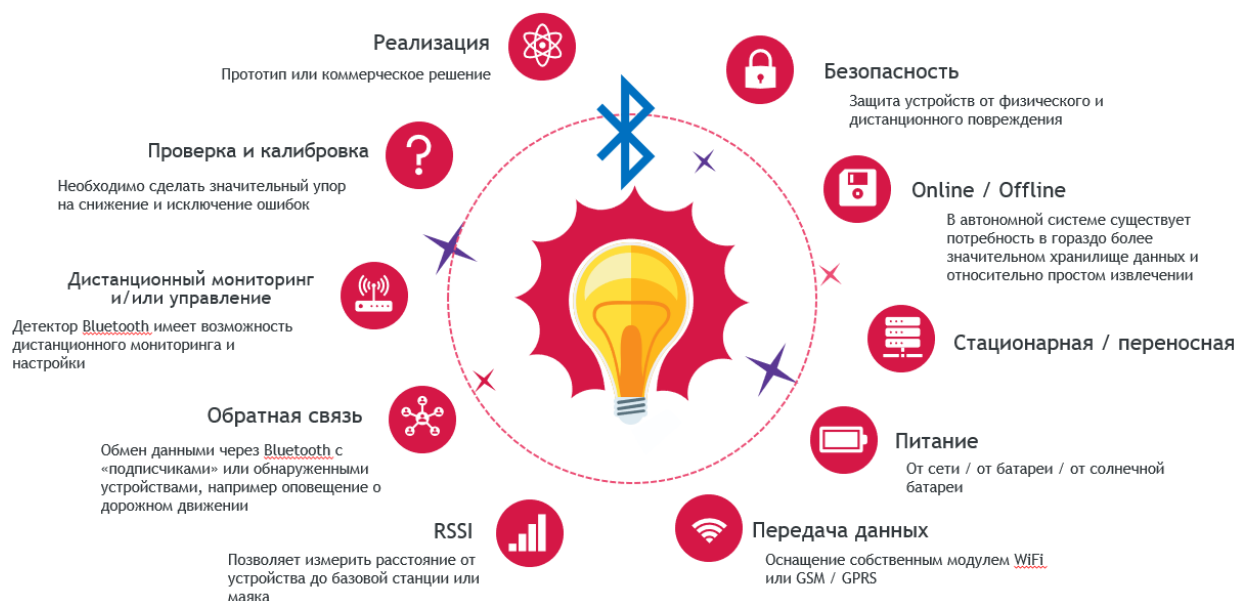 Реализация
Прототип или коммерческое решение
Проверка и калибровка
Необходимо сделать значительный упор
на снижение и исключение ошибок
Дистанционный мониторинг
и/или управление
Детектор Bluetooth имеет возможность
дистанционного мониторинга и
настройки
Обратная связь
Обмен данными через Bluetooth с
«подписчиками» или обнаруженными
устройствами, например оповещение о
дорожном движении
RSSI
Позволяет измерить расстояние от
устройства до базовой станции или
маяка
Безопасность
Защита устройств от физического и
дистанционного повреждения
Online / Offline
В автономной системе существует
потребность в гораздо более
значительном хранилище данных и
относительно простом извлечении
Стационарная / переносная
Питание
От сети / от батареи / от солнечной
батареи
Передача данных
Оснащение собственным модулем WiFi
или GSM / GPRS